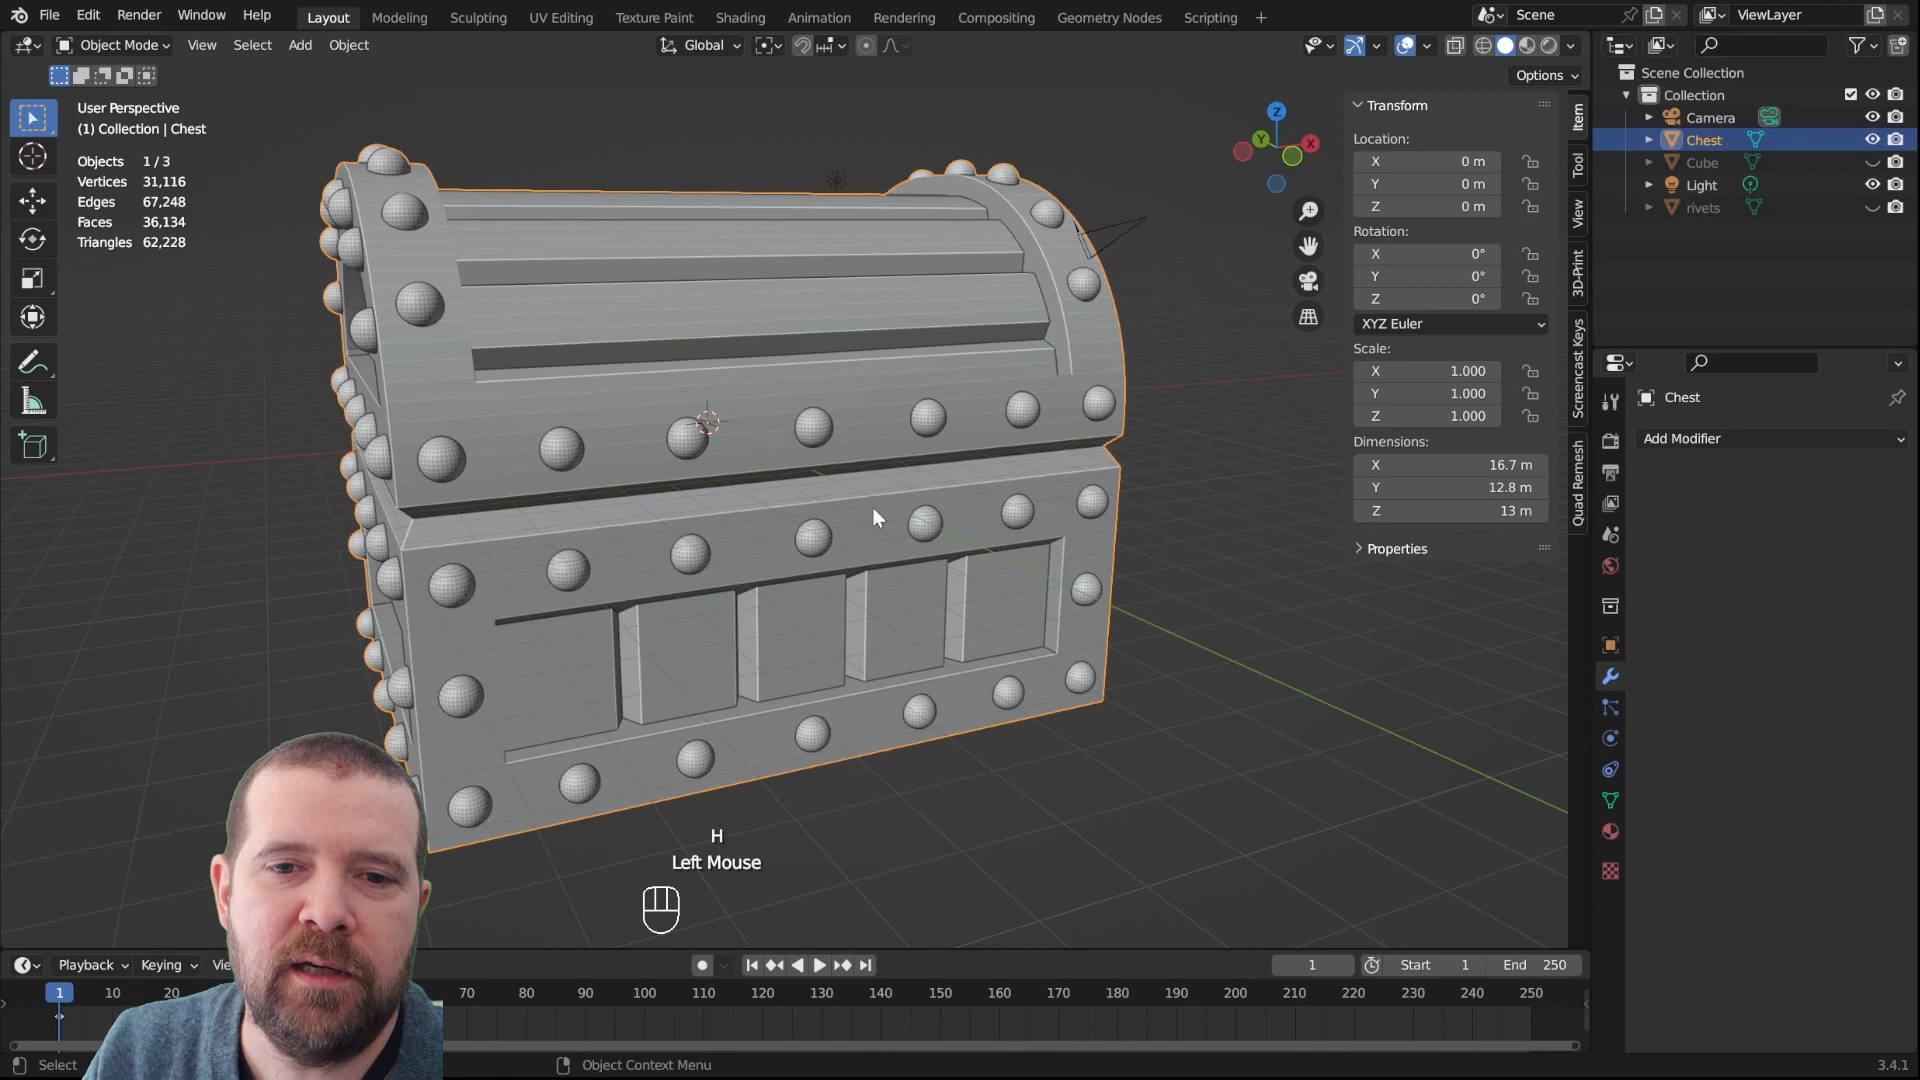 File Edit Render Window Help Layout Modeling Sculpting UV Editing Texture Paint Shading Animation Rendering Compositing Geometry Nodes Scripting + Scene ViewLayer
Object Mode View Select Add Object Global
Options
User Perspective
(1) Collection | Chest
Objects 1 / 3
Vertices 31,116
Edges 67,248
Faces 36,134
Triangles 62,228
Z
Y
X
Transform
Location:
X 0 m
Y 0 m
Z 0 m
Rotation:
X 0°
Y 0°
Z 0°
XYZ Euler
Scale:
X 1.000
Y 1.000
Z 1.000
Dimensions:
X 16.7 m
Y 12.8 m
Z 13 m
Properties
Item
Tool
View
3D-Print
Screencast Keys
Quad Remesh
Scene Collection
Collection
Camera
Chest
Cube
Light
rivets
Chest
Add Modifier
H
Left Mouse
Playback Keying Vie 1 Start 1 End 250
1 10 20 70 80 90 100 110 120 130 140 150 160 170 180 190 200 210 220 230 240 250
Select Object Context Menu 3.4.1